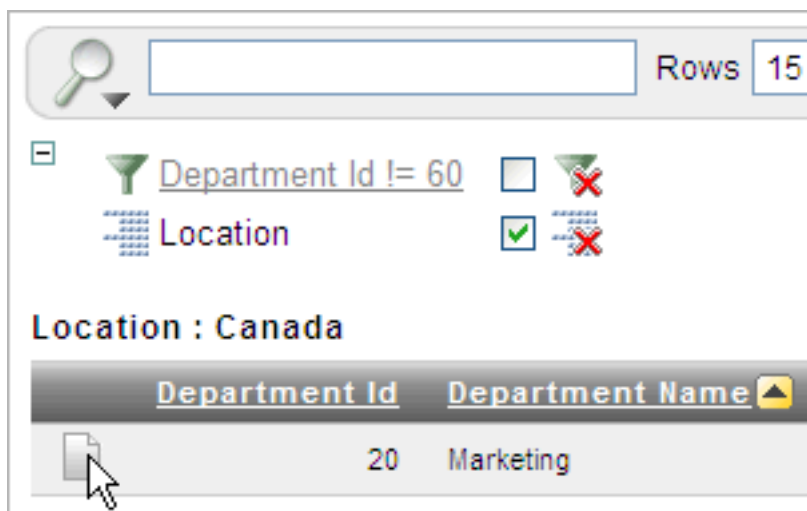 Rows 15
Department Id != 60
Location
Location : Canada
Department Id Department Name
20 Marketing